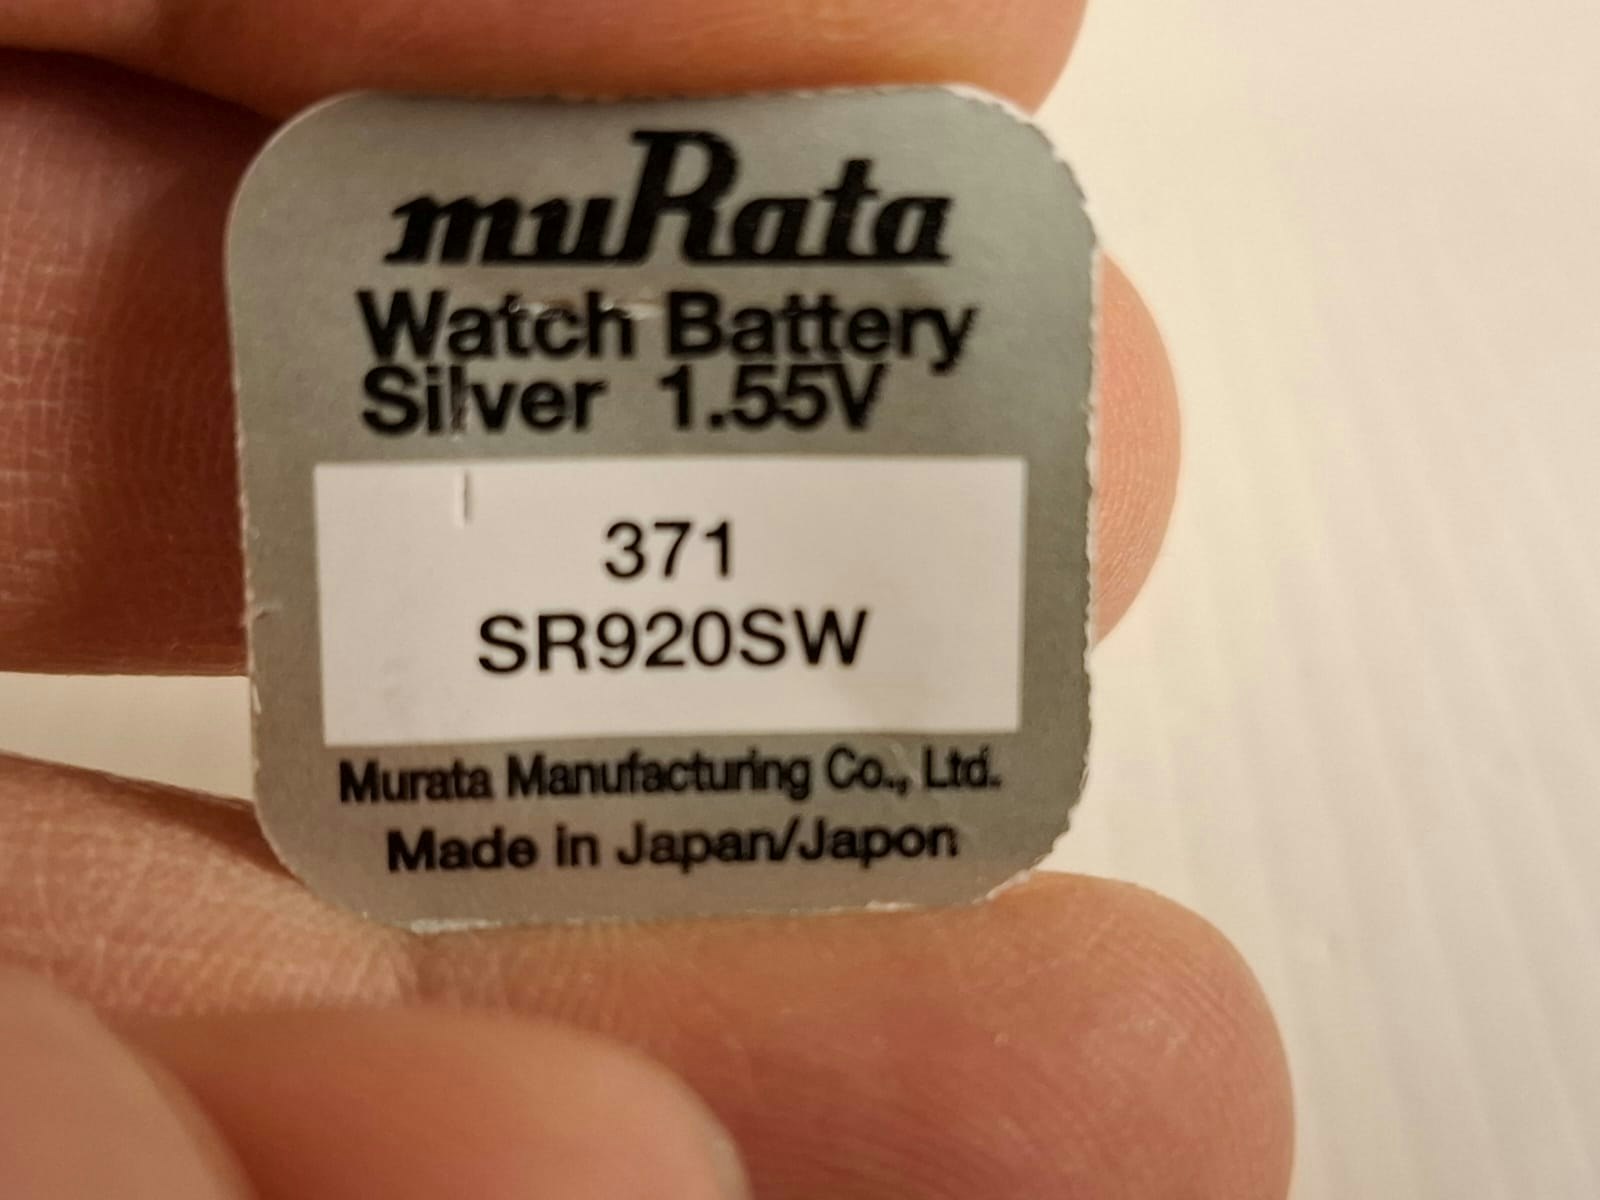 muRata
Watch Battery
Silver 1.55V
371
SR920SW
Murata Manufacturing Co., Ltd.
Made in Japan/Japon